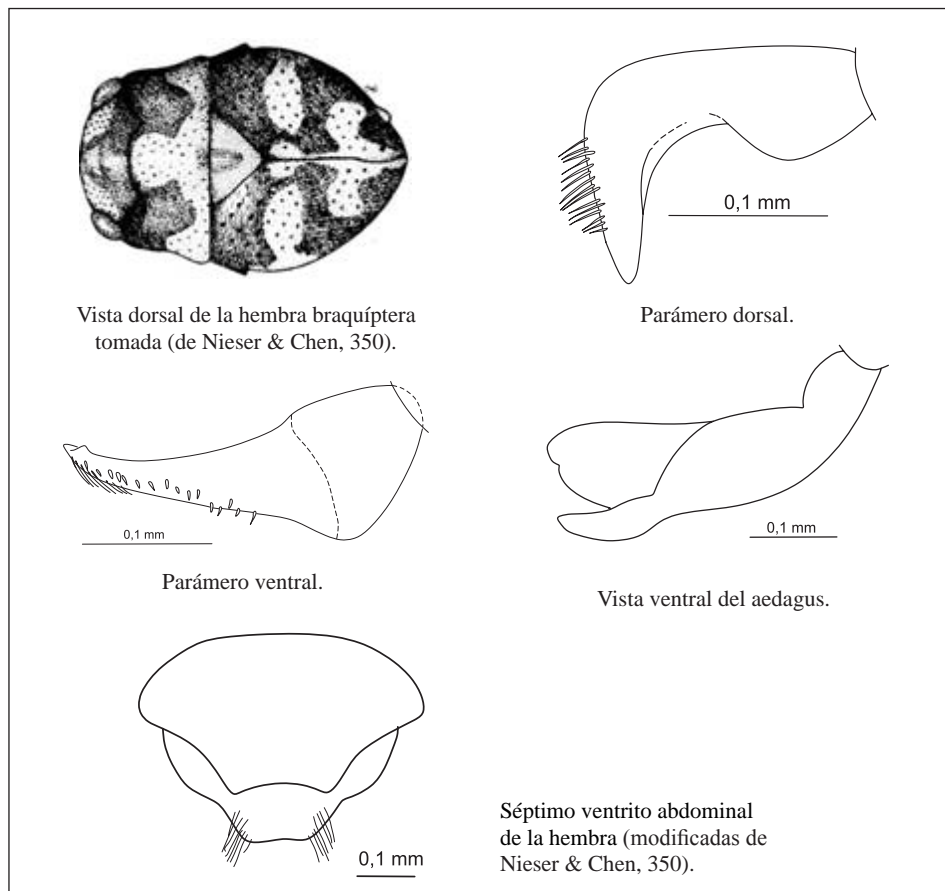 Vista dorsal de la hembra braquíptera
tomada (de Nieser & Chen, 350).
0,1 mm
Parámero dorsal.
0,1 mm
Parámero ventral.
0,1 mm
Vista ventral del aedagus.
0,1 mm
Séptimo ventrito abdominal
de la hembra (modificadas de
Nieser & Chen, 350).